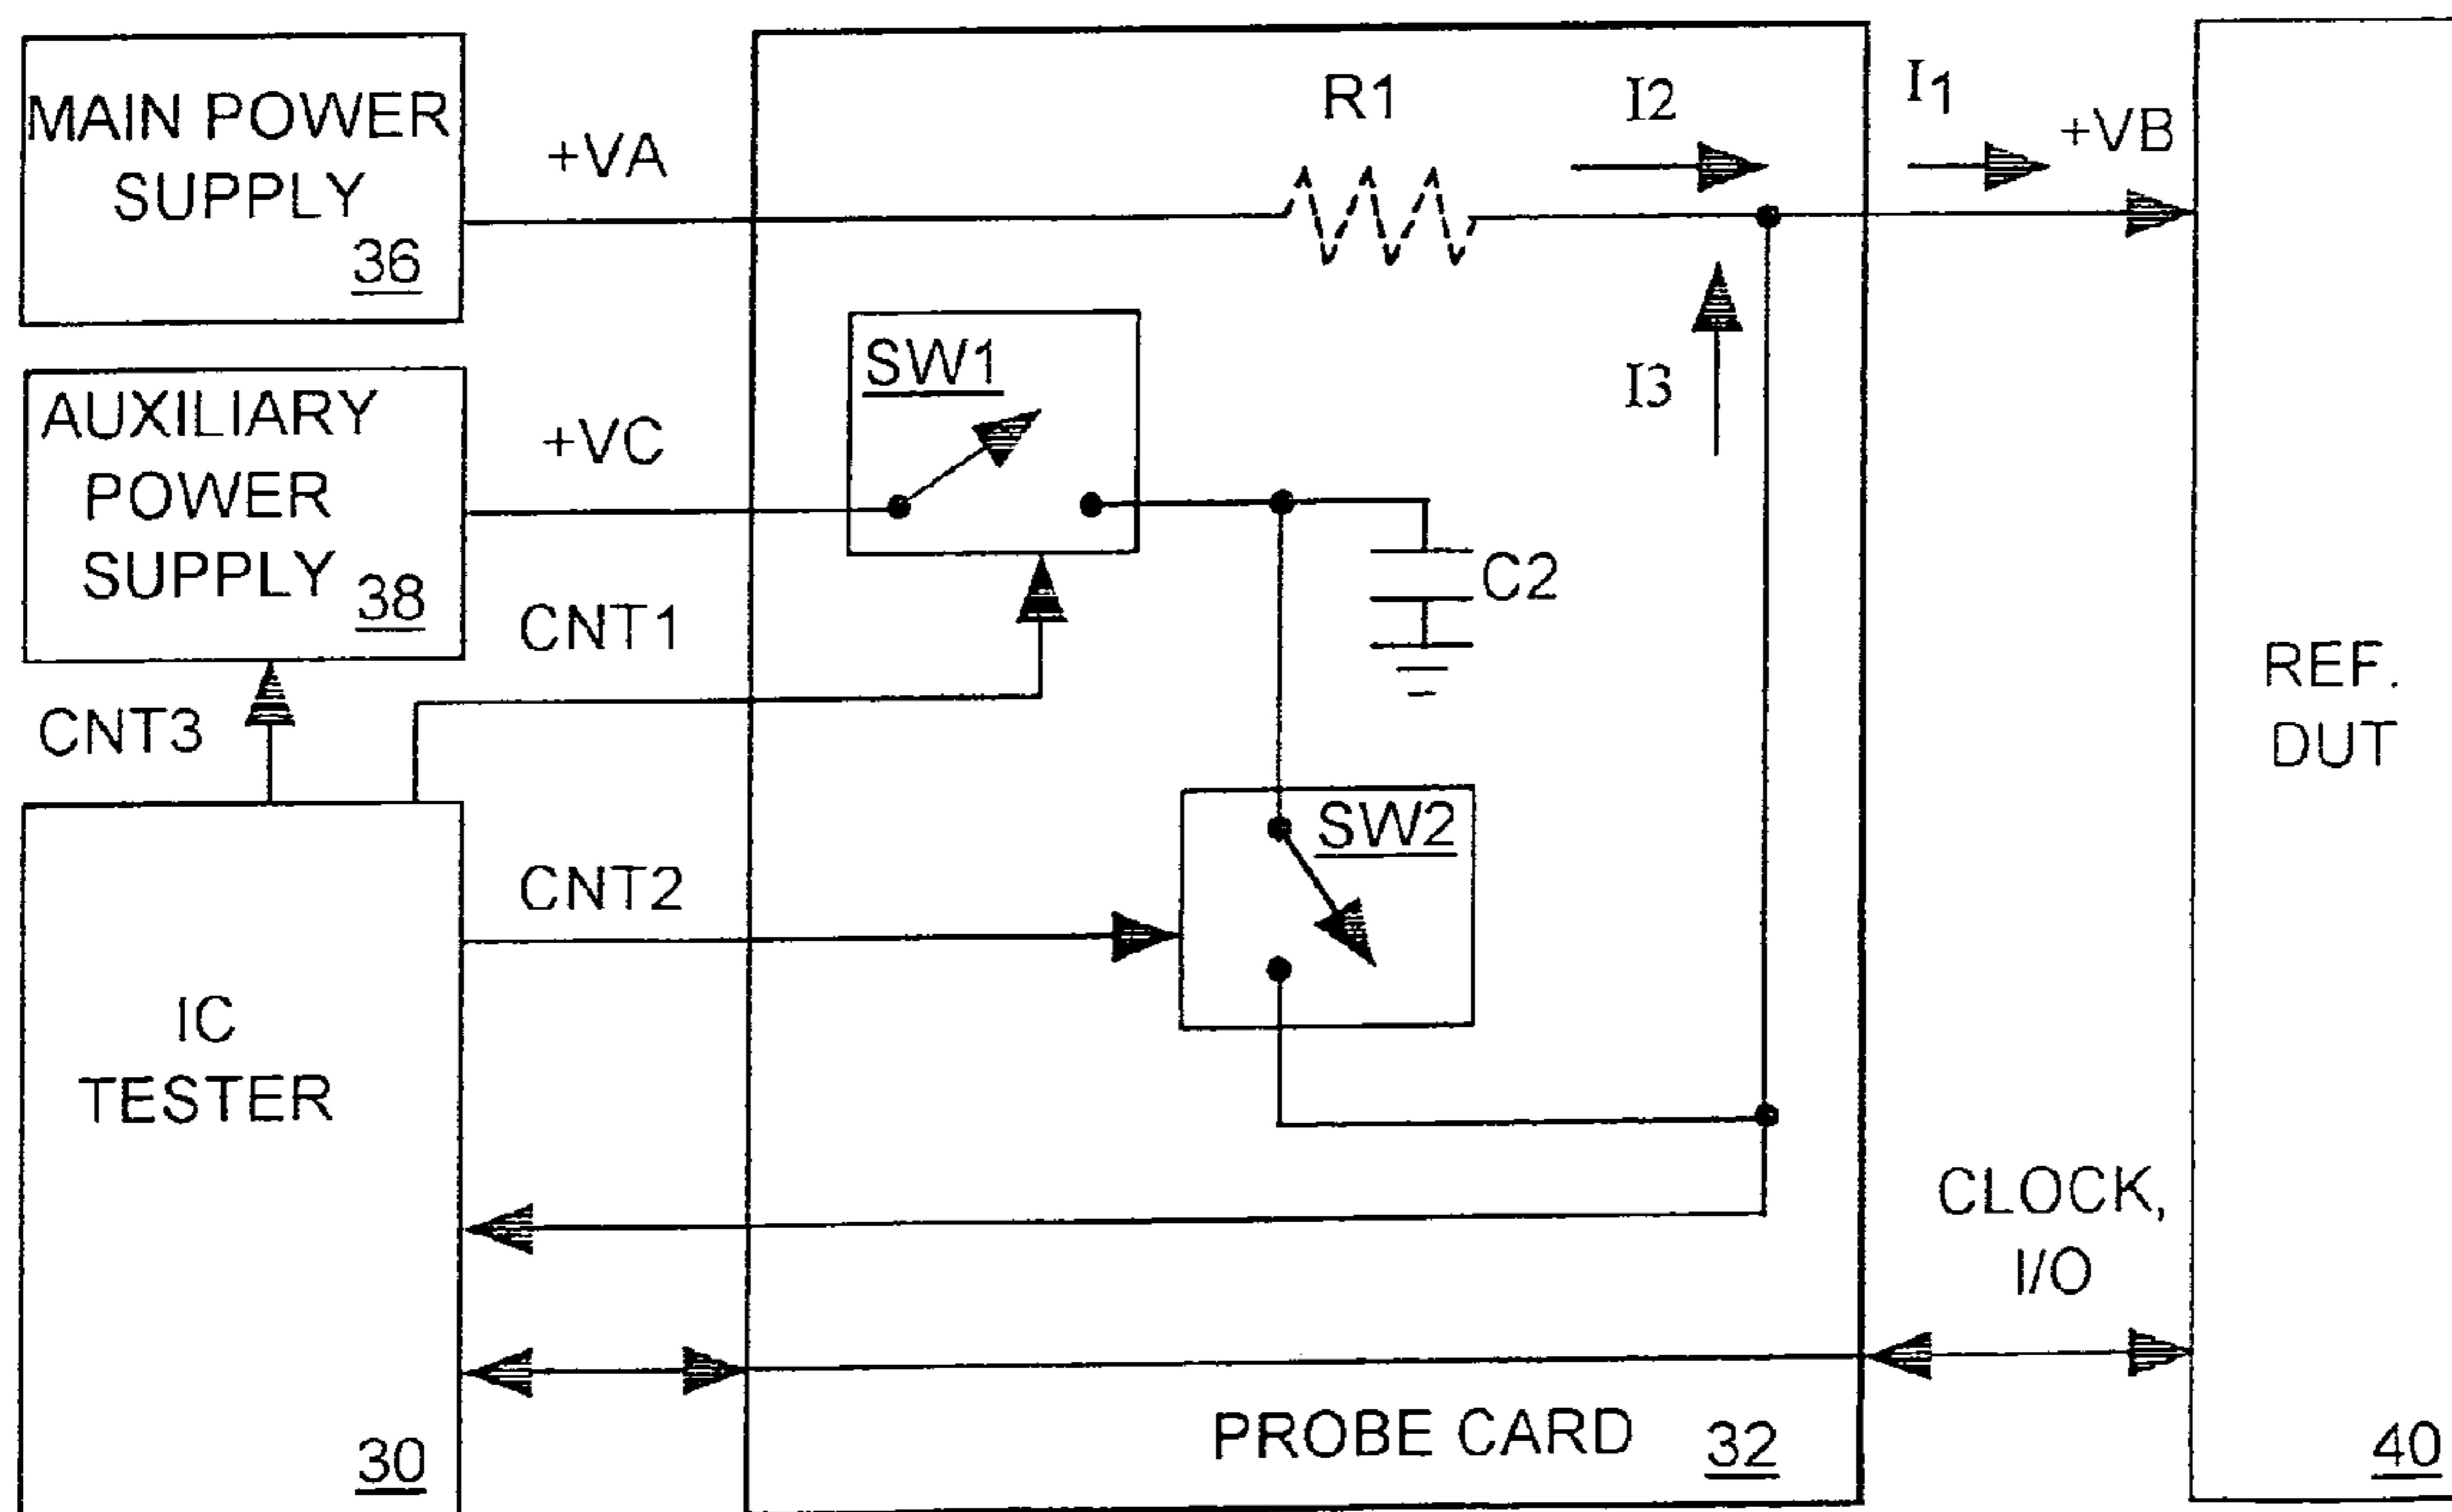 MAIN POWER
SUPPLY
36
+VA
R1
I2
I1
+VB
AUXILIARY
POWER
SUPPLY
38
+VC
SW1
I3
C2
CNT1
CNT3
REF.
DUT
SW2
CNT2
IC
TESTER
CLOCK,
I/O
PROBE CARD
32
30
40